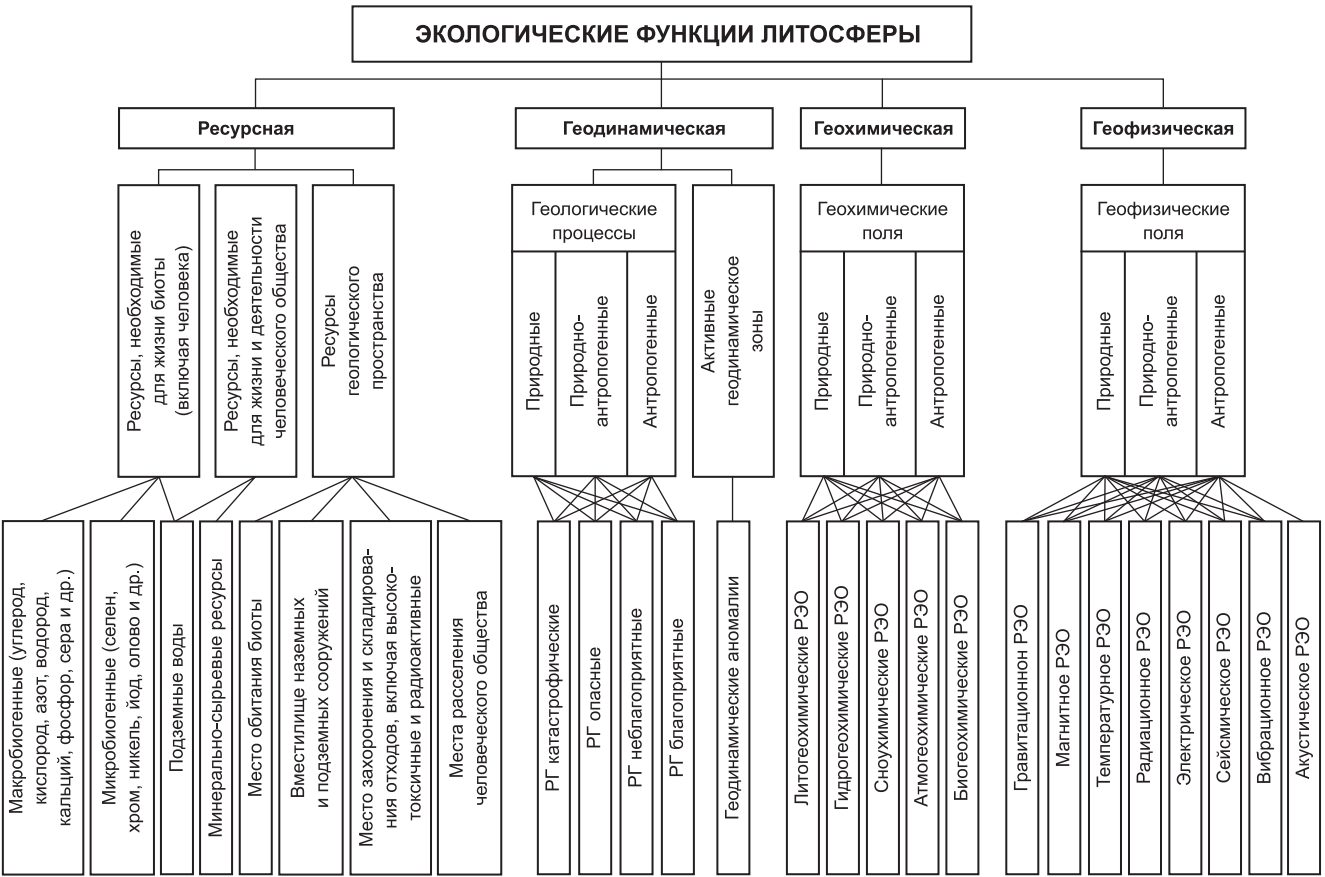 ЭКОЛОГИЧЕСКИЕ ФУНКЦИИ ЛИТОСФЕРЫ
Ресурсная
Геодинамическая
Геохимическая
Геофизическая
Ресурсы, необходимые
для жизни биоты
(включая человека)
Ресурсы, необходимые
для жизни и деятельности
человеческого общества
Ресурсы
геологического
пространства
Геологические
процессы
Природные
Природно-
антропогенные
Антропогенные
Активные
геодинамическое
зоны
Геохимические
поля
Природные
Природно-
антропогенные
Антропогенные
Геофизические
поля
Природные
Природно-
антропогенные
Антропогенные
Макробиогенные (углерод,
кислород, азот, водород,
кальций, фосфор, сера и др.)
Микробиогенные (селен,
хром, никель, йод, олово и др.)
Подземные воды
Минерально-сырьевые ресурсы
Место обитания биоты
Вместилище наземных
и подземных сооружений
Место захоронения и складирова-
ния отходов, включая высоко-
токсичные и радиоактивные
Места расселения
человеческого общества
РГ катастрофические
РГ опасные
РГ неблагоприятные
РГ благоприятные
Геодинамические аномалии
Литогеохимические РЭО
Гидрогеохимические РЭО
Сноухимические РЭО
Атмогеохимические РЭО
Биогеохимические РЭО
Гравитационнон РЭО
Магнитное РЭО
Температурное РЭО
Радиационное РЭО
Электрическое РЭО
Сейсмическое РЭО
Вибрационное РЭО
Акустическое РЭО